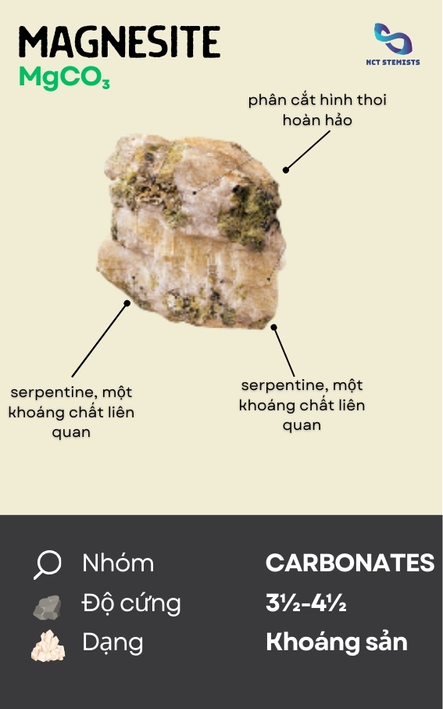 MAGNESITE
MgCO₃
NCT STEMISTS
phân cắt hình thoi
hoàn hảo
serpentine, một
khoáng chất liên
quan
serpentine, một
khoáng chất liên
quan
Nhóm CARBONATES
Độ cứng 3½-4½
Dạng Khoáng sản